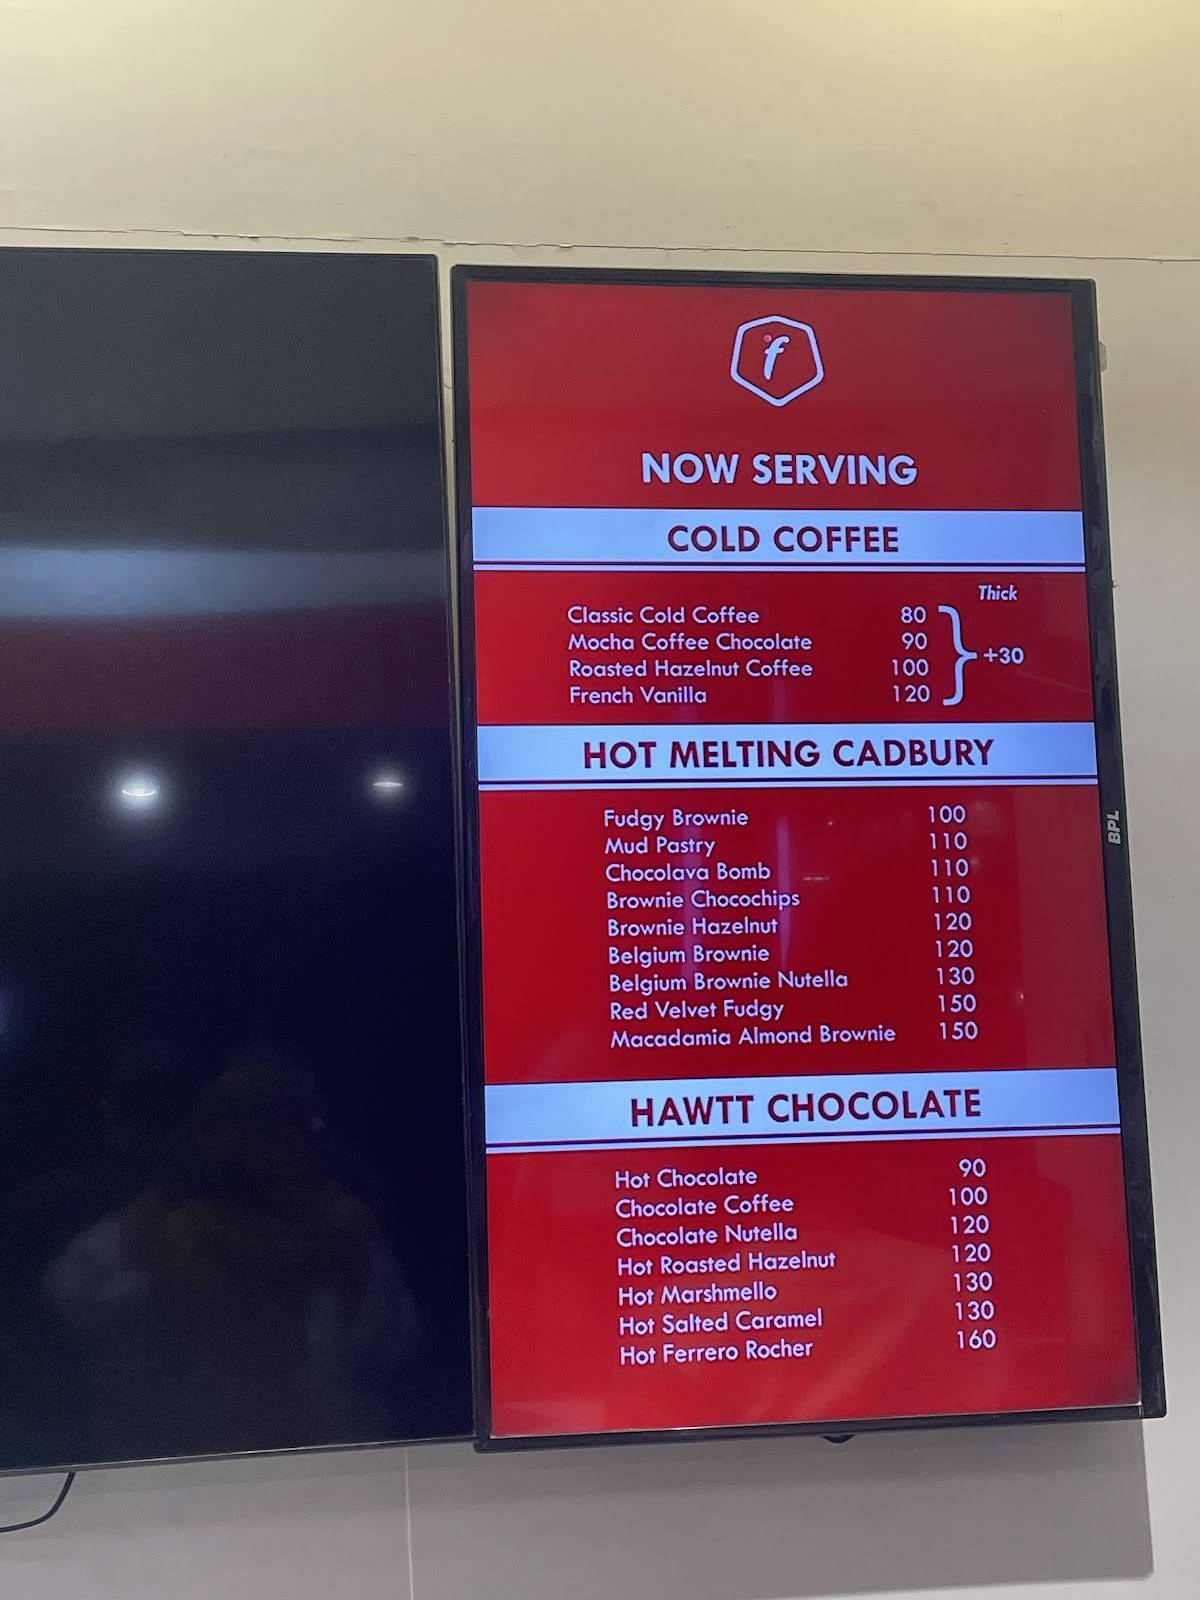 f
NOW SERVING
COLD COFFEE
Thick
Classic Cold Coffee 80
Mocha Coffee Chocolate 90
+30
Roasted Hazelnut Coffee 100
French Vanilla 120
HOT MELTING CADBURY
Fudgy Brownie 100
Mud Pastry 110
Chocolava Bomb 110
Brownie Chocochips 110
Brownie Hazelnut 120
Belgium Brownie 120
Belgium Brownie Nutella 130
Red Velvet Fudgy 150
Macadamia Almond Brownie 150
HAWTT CHOCOLATE
Hot Chocolate 90
Chocolate Coffee 100
Chocolate Nutella 120
Hot Roasted Hazelnut 120
Hot Marshmello 130
Hot Salted Caramel 130
Hot Ferrero Rocher 160
BPL